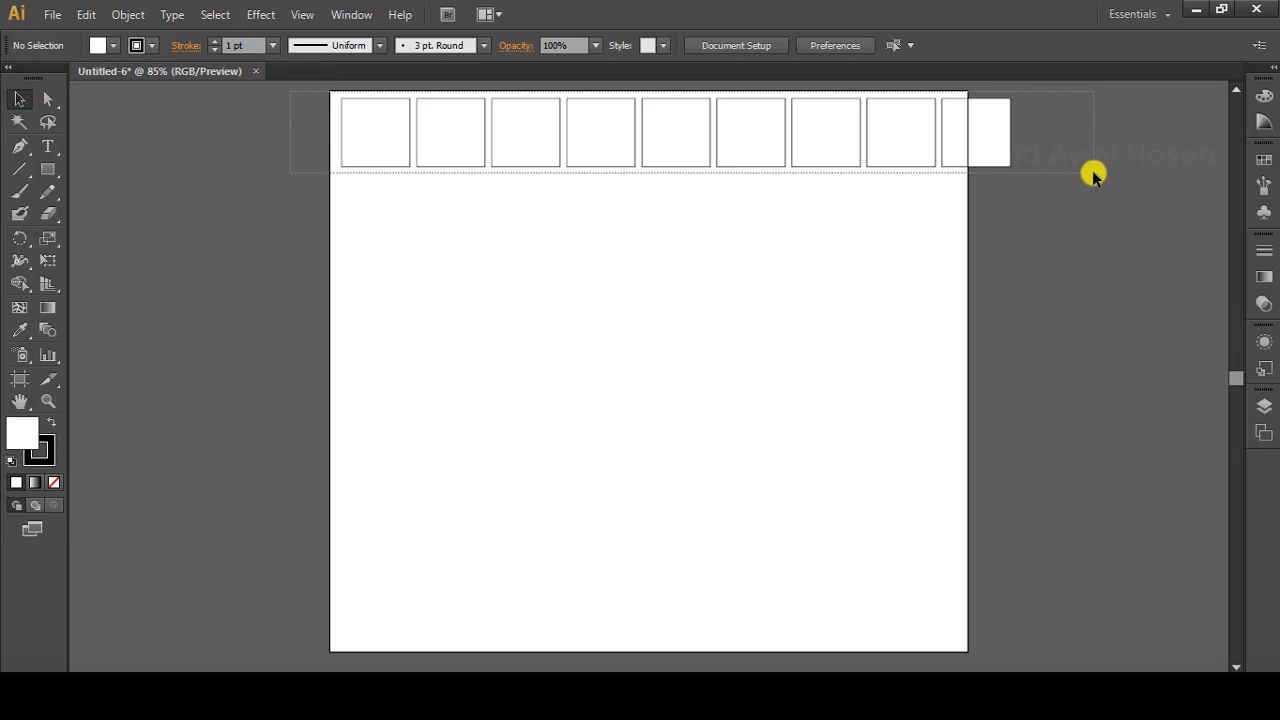 Ai File Edit Object Type Select Effect View Window Help Br Essentials
No Selection Stroke: 1 pt Uniform 3 pt. Round Opacity: 100% Style: Document Setup Preferences
Untitled-6* @ 85% (RGB/Preview) ×
Hosen